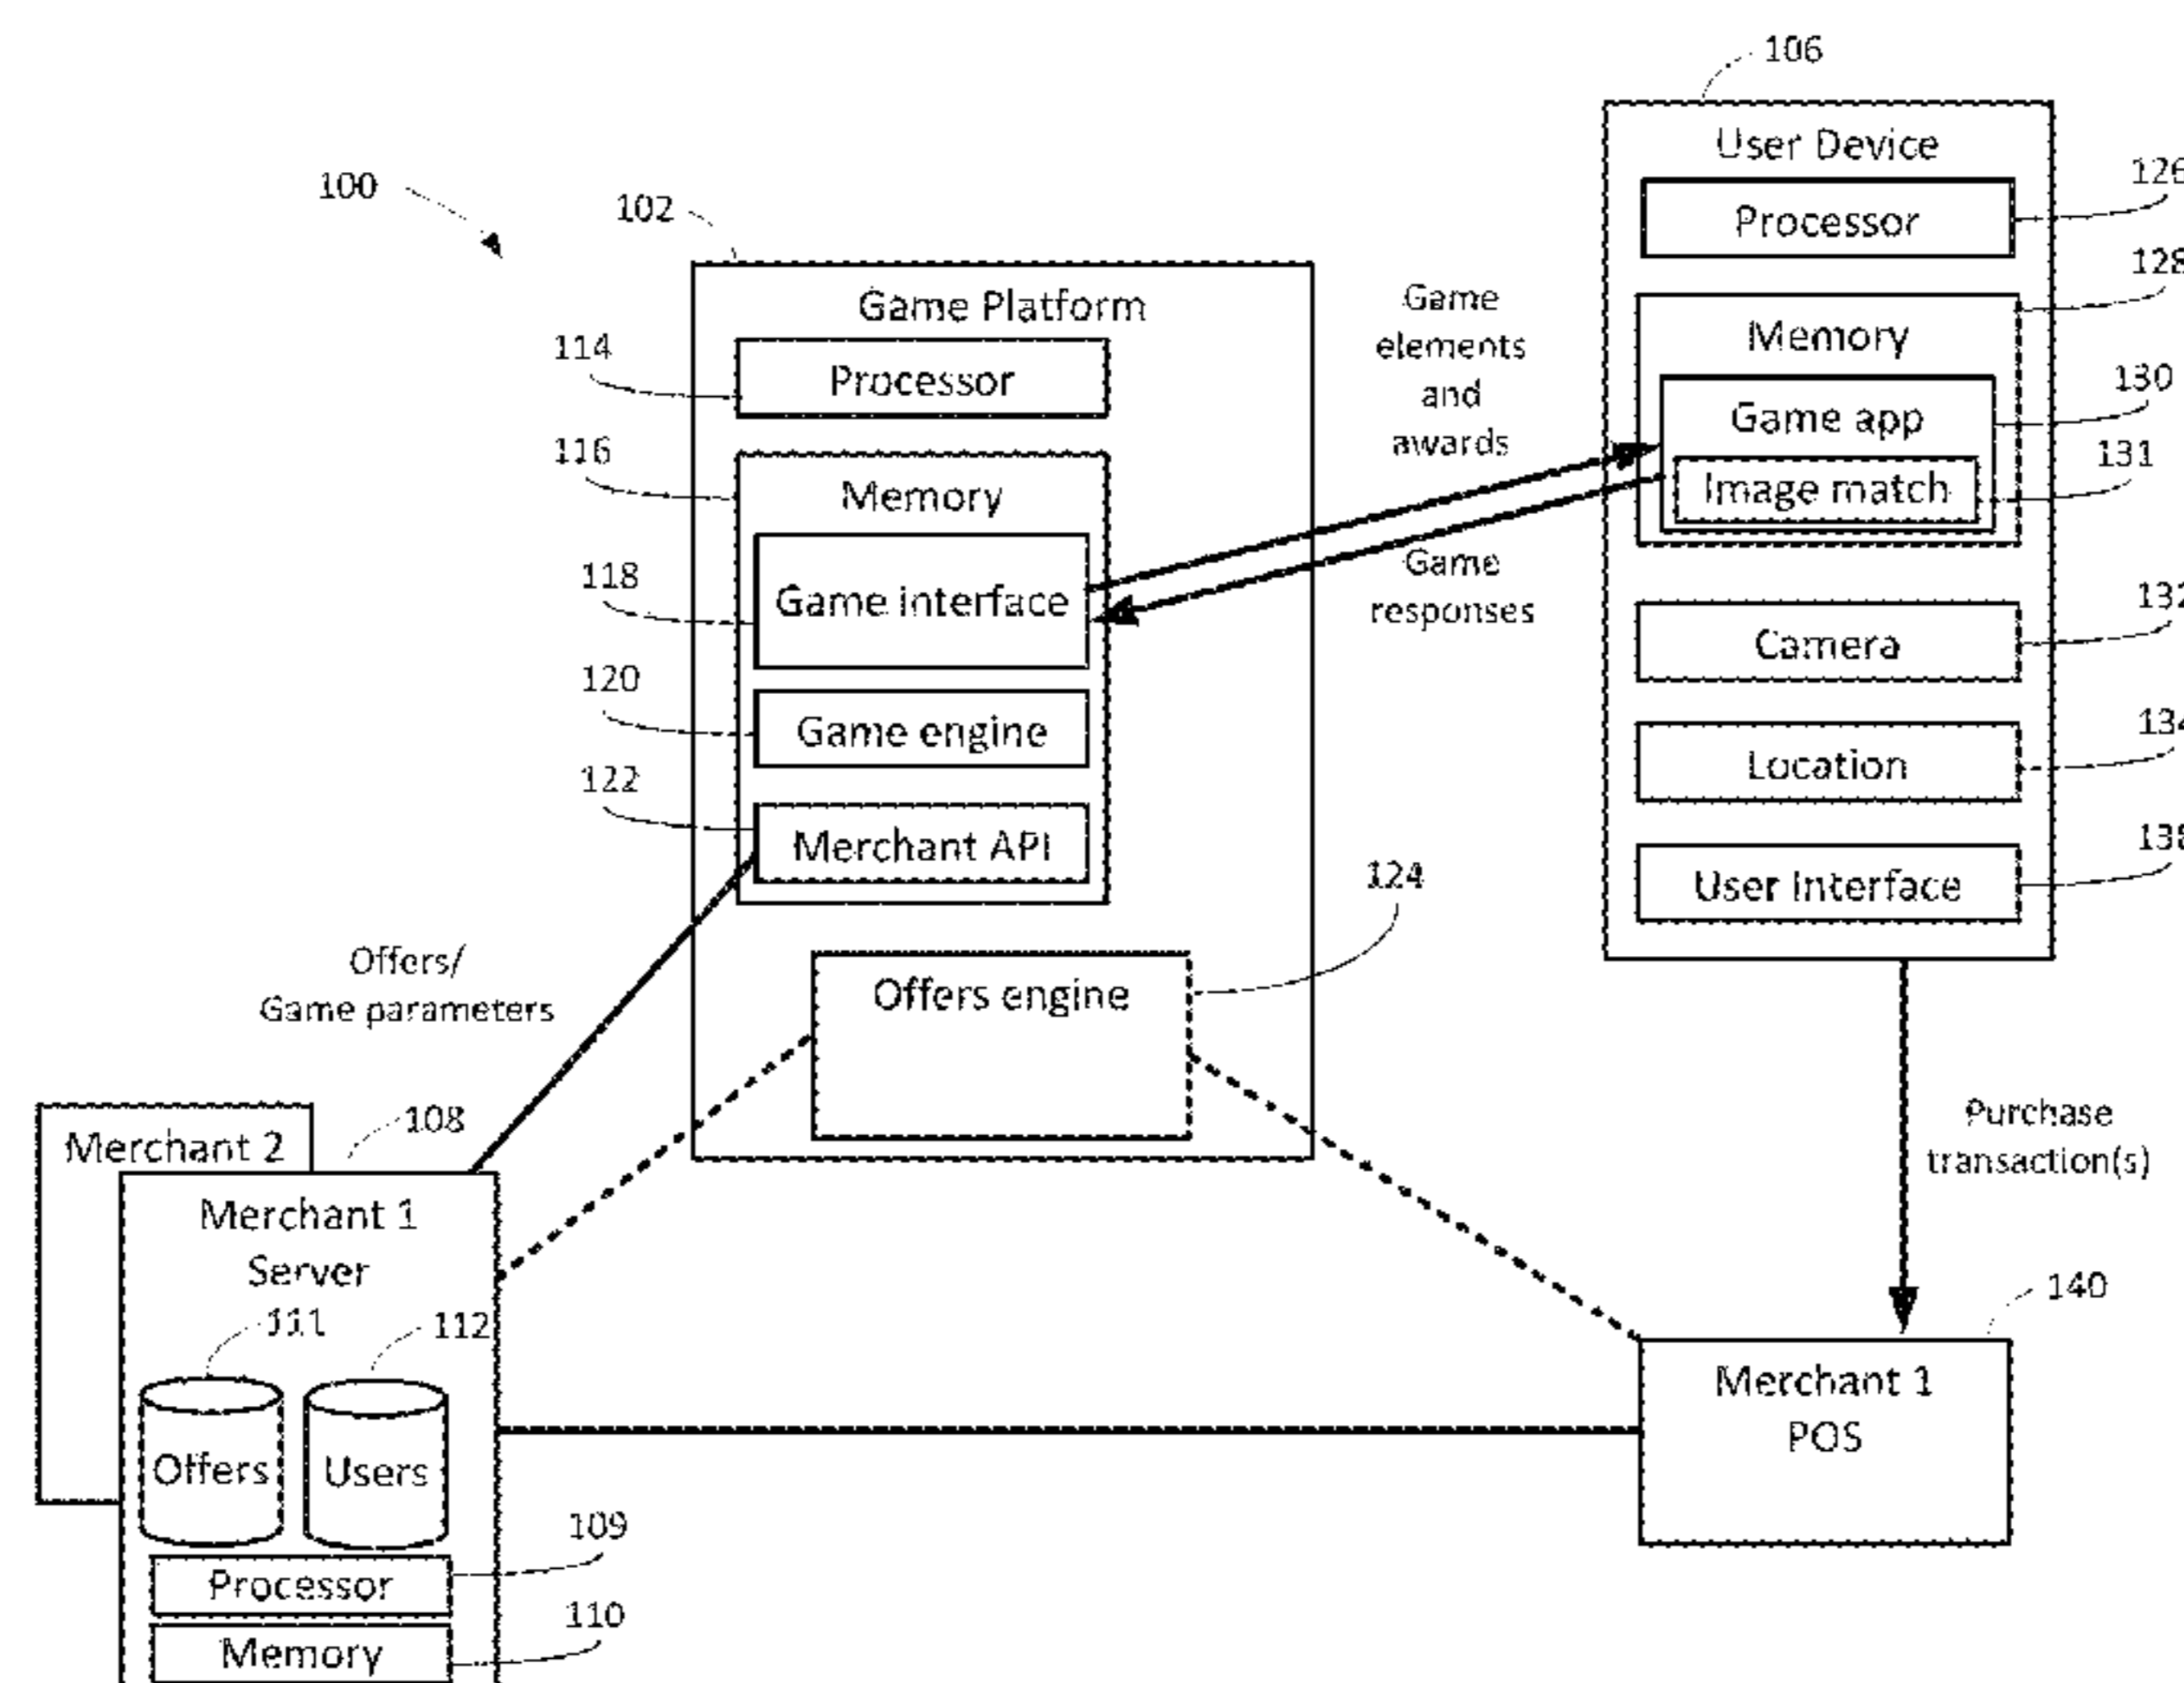 106
User Device
126
Processor
128
Memory
130
Game app
131
Image match
132
Camera
134
Location
User Interface
100
102
Game Platform
114
Processor
116
Memory
118
Game interface
120
Game engine
122
Merchant API
124
Offers engine
Game
elements
and
awards
Game
responses
Offers/
Game parameters
Purchase
transaction(s)
Merchant 2
108
Merchant 1
Server
111
112
Offers
Users
109
Processor
110
Memory
140
Merchant 1
POS